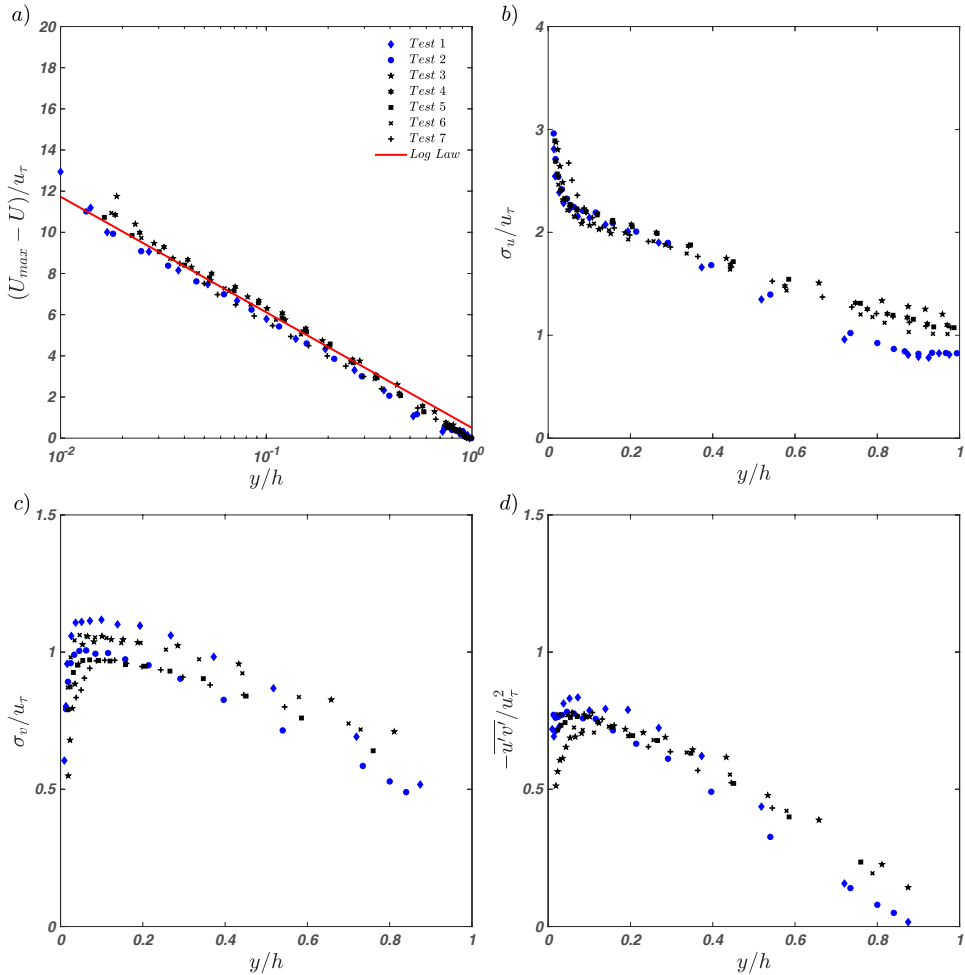 a)
20
18
16
14
12
10
8
6
4
2
0
(U_max − U)/u_τ
10^-2
10^-1
10^0
y/h
Test 1
Test 2
Test 3
Test 4
Test 5
Test 6
Test 7
Log Law
b)
4
3
2
1
0
σ_u/u_τ
0
0.2
0.4
0.6
0.8
1
y/h
c)
1.5
1
0.5
0
σ_v/u_τ
0
0.2
0.4
0.6
0.8
1
y/h
d)
1.5
1
0.5
0
−u′v′/u_τ^2
0
0.2
0.4
0.6
0.8
1
y/h